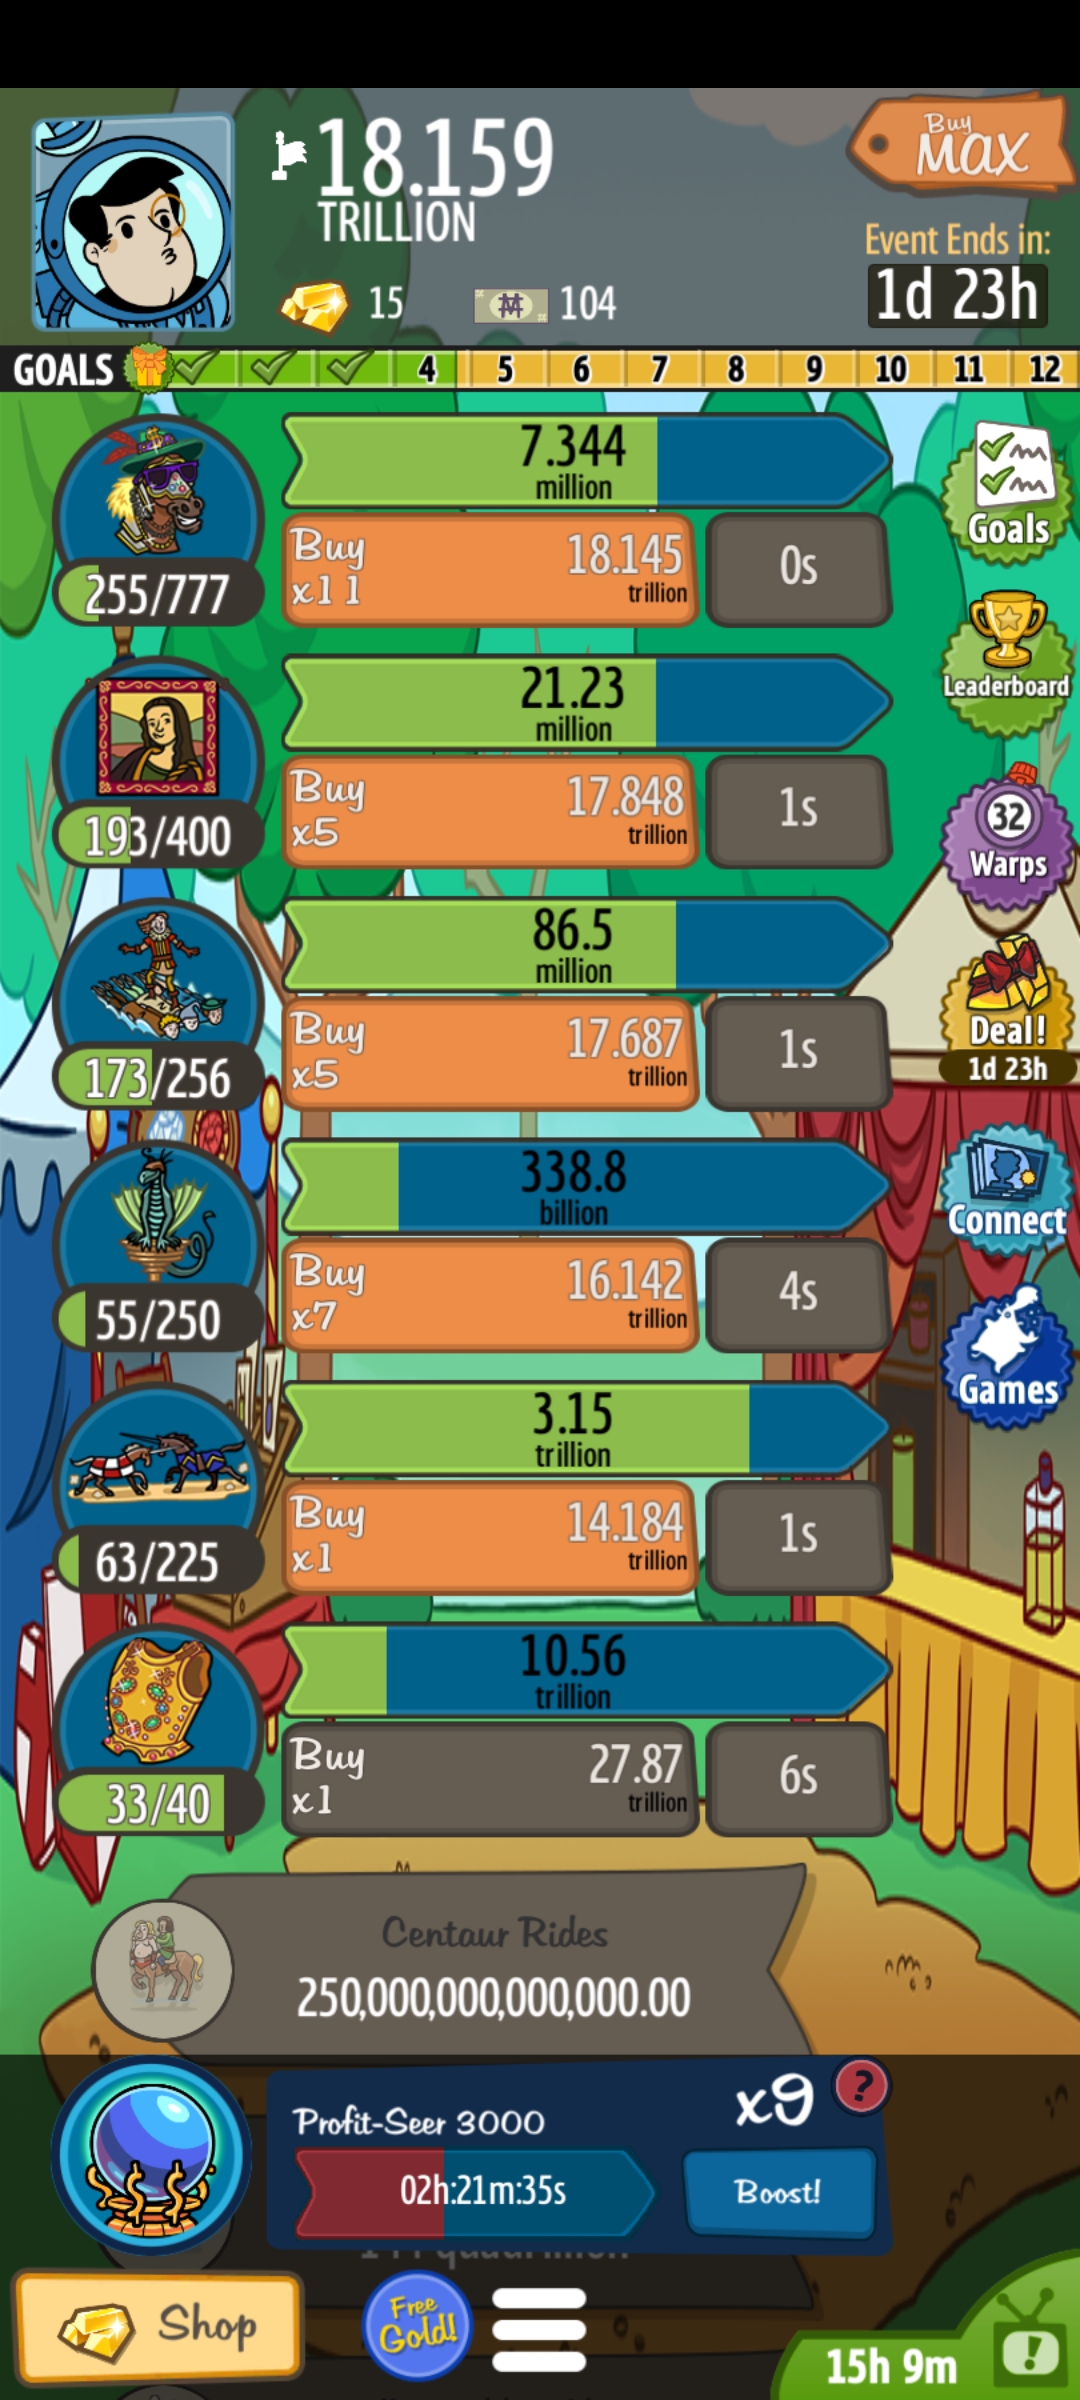 18.159
TRILLION
15
104
Buy
MAX
Event Ends in:
1d 23h
GOALS 4 5 6 7 8 9 10 11 12
7.344
million
Buy
x11
18.145
trillion
0s
255/777
Goals
21.23
million
Buy
x5
17.848
trillion
1s
193/400
Leaderboard
32
Warps
86.5
million
Buy
x5
17.687
trillion
1s
173/256
Deal!
1d 23h
338.8
billion
Buy
x7
16.142
trillion
4s
55/250
Connect
Games
3.15
trillion
Buy
x1
14.184
trillion
1s
63/225
10.56
trillion
Buy
x1
27.87
trillion
6s
33/40
Centaur Rides
250,000,000,000,000.00
Profit-Seer 3000
x9
?
02h:21m:35s
Boost!
Shop
Free
Gold!
15h 9m
!